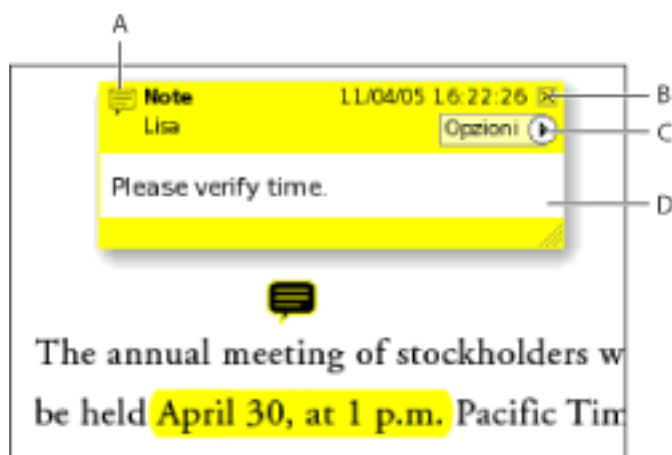 A
Note 11/04/05 16:22:26 B
Lisa Opzioni C
Please verify time. D
The annual meeting of stockholders w
be held April 30, at 1 p.m. Pacific Tim